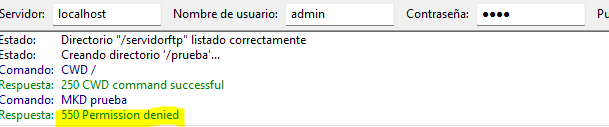 Servidor: localhost Nombre de usuario: admin Contraseña: ●●●● Pu
Estado: Directorio "/servidorftp" listado correctamente
Estado: Creando directorio '/prueba'...
Comando: CWD /
Respuesta: 250 CWD command successful
Comando: MKD prueba
Respuesta: 550 Permission denied